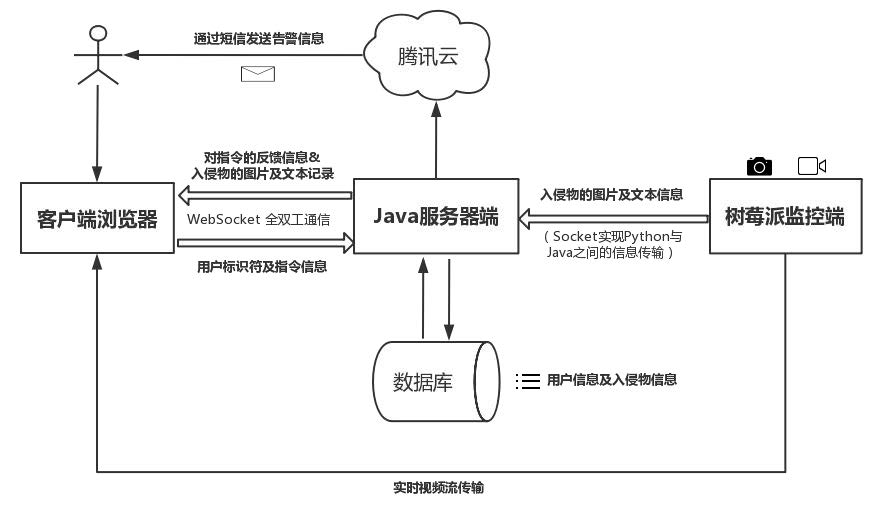 通过短信发送告警信息
腾讯云
对指令的反馈信息&
入侵物的图片及文本记录
入侵物的图片及文本信息
客户端浏览器
WebSocket 全双工通信
Java服务器端
树莓派监控端
（Socket实现Python与
Java之间的信息传输）
用户标识符及指令信息
数据库
用户信息及入侵物信息
实时视频流传输